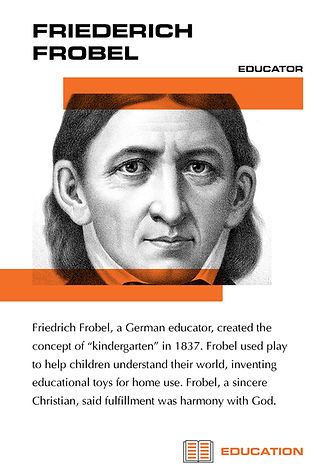 FRIEDERICH
FROBEL
EDUCATOR
Friedrich Frobel, a German educator, created the
concept of “kindergarten” in 1837. Frobel used play
to help children understand their world, inventing
educational toys for home use. Frobel, a sincere
Christian, said fulfillment was harmony with God.
EDUCATION